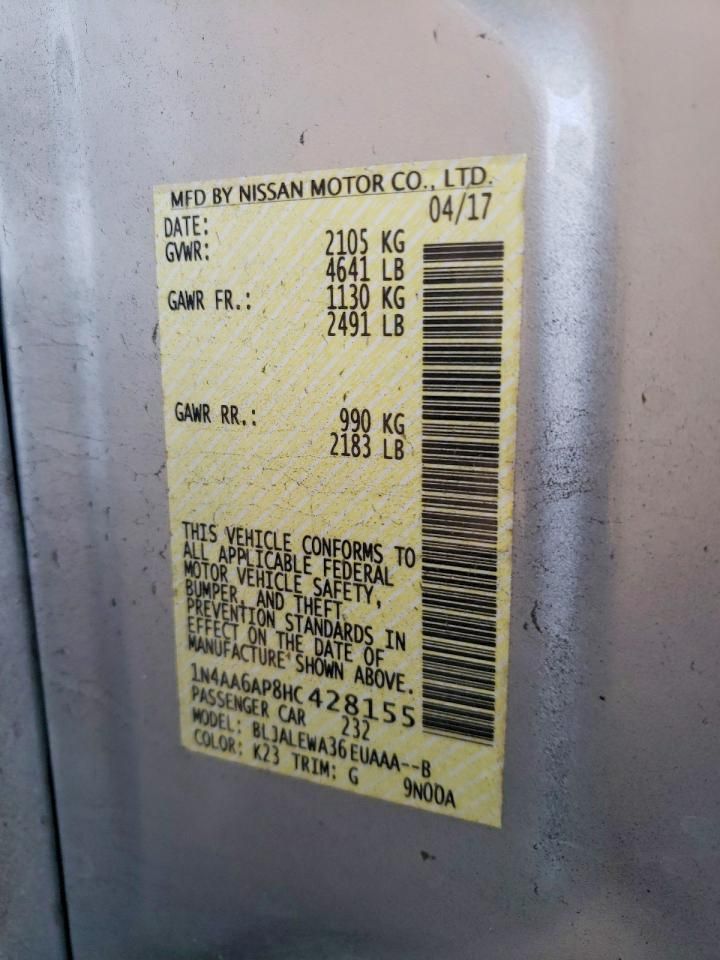 MFD BY NISSAN MOTOR CO., LTD.
DATE: 04/17
GVWR: 2105 KG
4641 LB
GAWR FR.: 1130 KG
2491 LB
GAWR RR.: 990 KG
2183 LB
THIS VEHICLE CONFORMS TO
ALL APPLICABLE FEDERAL
MOTOR VEHICLE SAFETY,
BUMPER, AND THEFT
PREVENTION STANDARDS IN
EFFECT ON THE DATE OF
MANUFACTURE SHOWN ABOVE.
1N4AA6AP8HC428155
PASSENGER CAR 232
MODEL: BLJALEWA36EUAAA--B
COLOR: K23 TRIM: G 9N00A